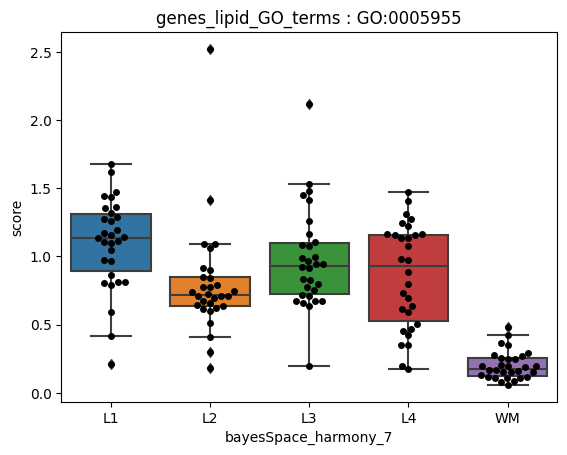 genes_lipid_GO_terms : GO:0005955
2.5
2.0
1.5
1.0
0.5
0.0
score
L1 L2 L3 L4 WM
bayesSpace_harmony_7